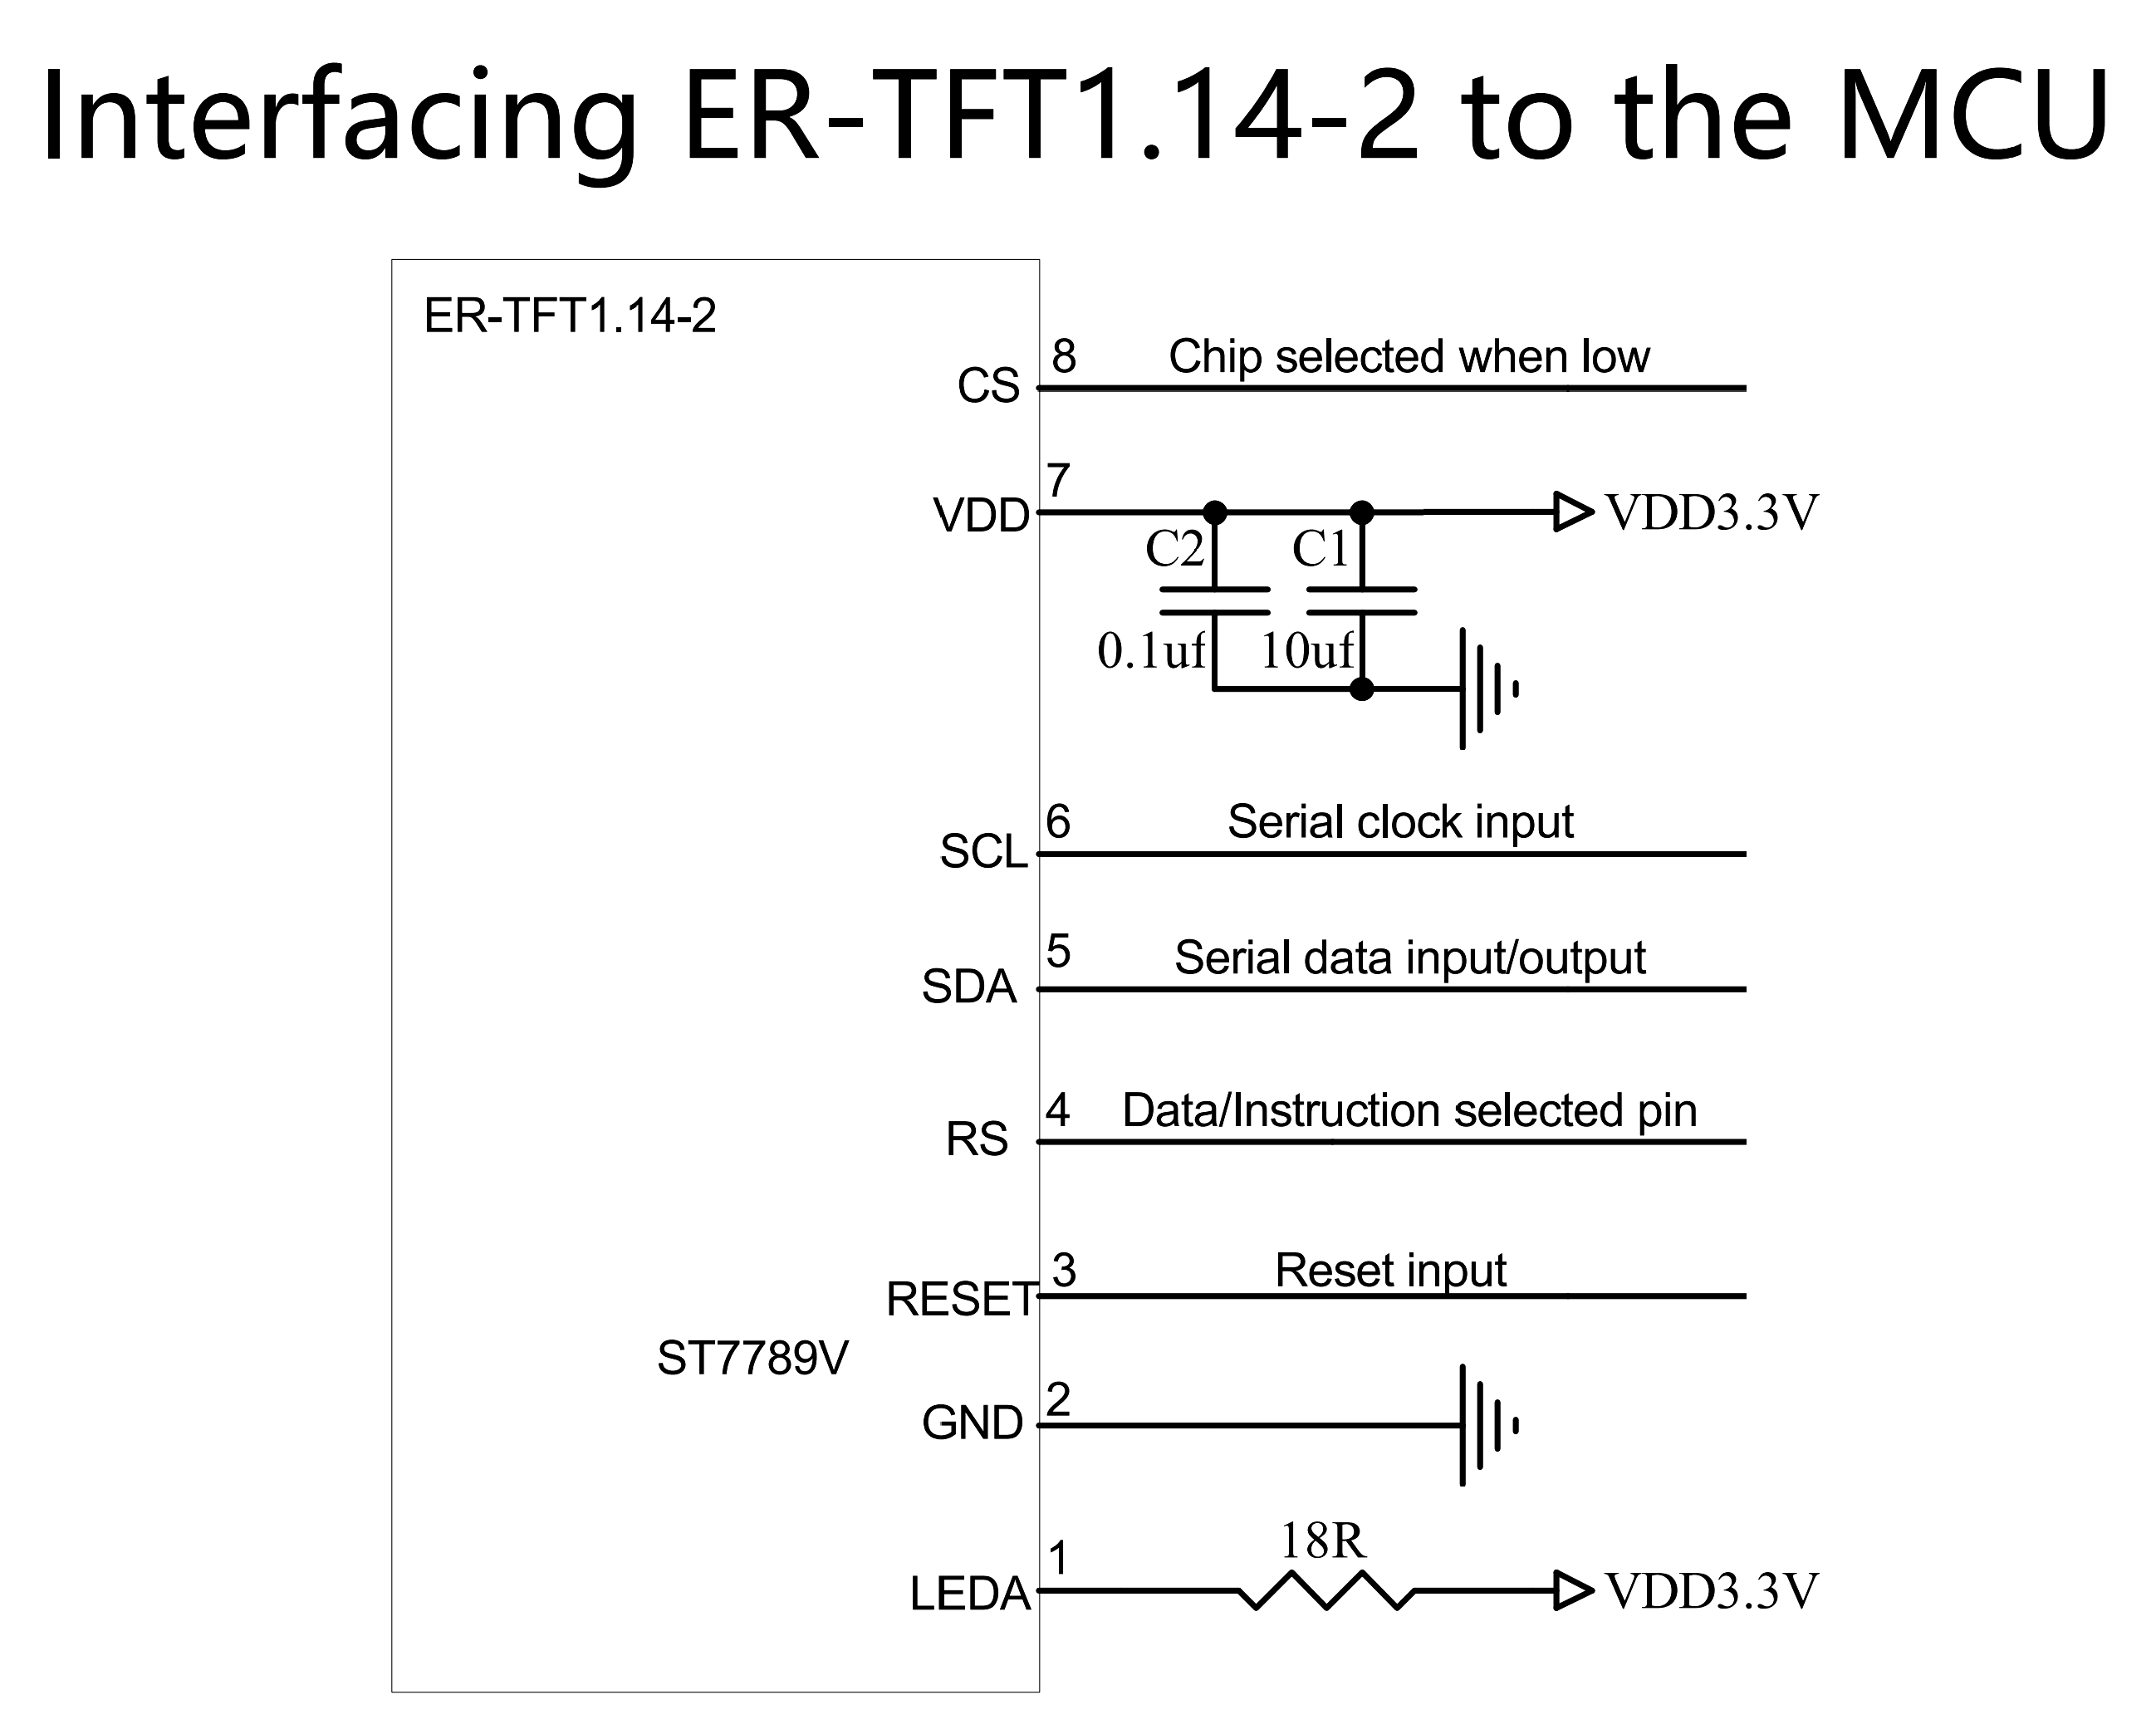 Interfacing ER-TFT1.14-2 to the MCU
ER-TFT1.14-2
CS 8 Chip selected when low
VDD 7 VDD3.3V
C2 C1
0.1uf 10uf
SCL 6 Serial clock input
SDA 5 Serial data input/output
RS 4 Data/Instruction selected pin
RESET 3 Reset input
ST7789V
GND 2
18R
LEDA 1 VDD3.3V